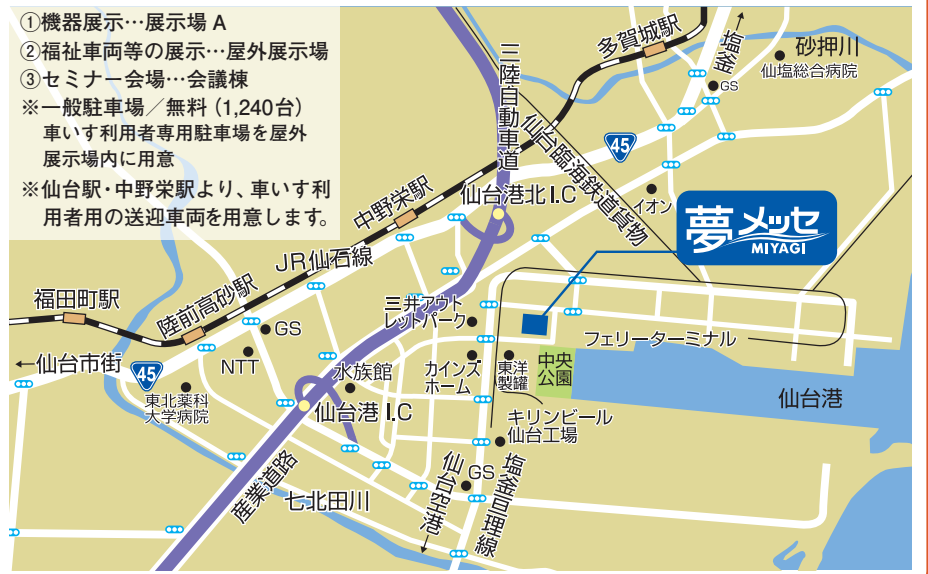 ①機器展示…展示場 A
②福祉車両等の展示…屋外展示場
③セミナー会場…会議棟
※一般駐車場／無料（1,240台）
車いす利用者専用駐車場を屋外
展示場内に用意
※仙台駅・中野栄駅より、車いす利
用者用の送迎車両を用意します。
三陸自動車道
多賀城駅
↑塩釜
砂押川
仙塩総合病院
GS
45
仙台臨海鉄道貨物
イオン
中野栄駅
仙台港北I.C
夢メッセ
MIYAGI
JR仙石線
陸前高砂駅
福田町駅
←仙台市街
45
GS
NTT
東北薬科
大学病院
三井アウト
レットパーク
フェリーターミナル
水族館
カインズ
ホーム
東洋
製罐
中央
公園
仙台港
仙台港I.C
キリンビール
仙台工場
産業道路
七北田川
GS
仙台空港↓
塩釜亘理線